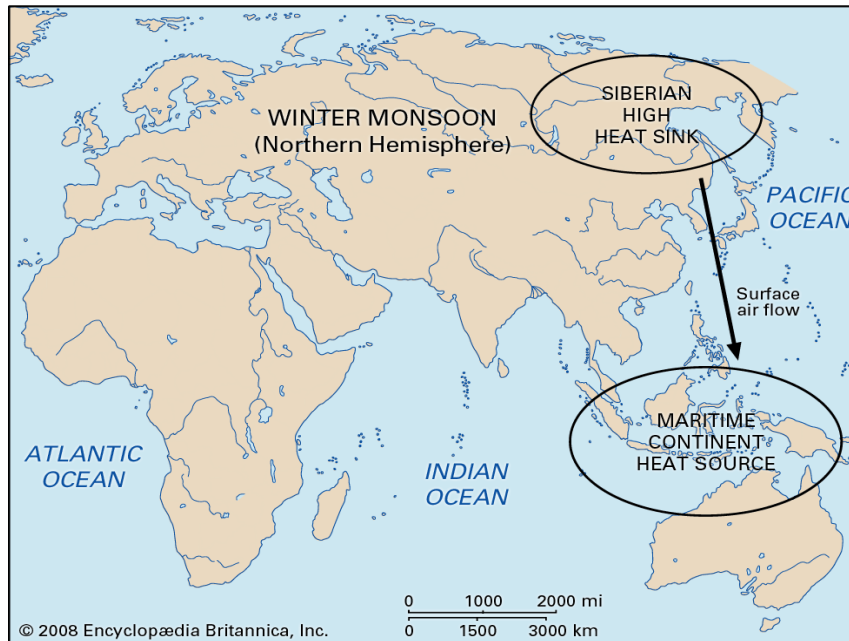 SIBERIAN
HIGH
HEAT SINK
WINTER MONSOON
(Northern Hemisphere)
PACIFIC
OCEAN
Surface
air flow
MARITIME
CONTINENT
HEAT SOURCE
ATLANTIC
OCEAN
INDIAN
OCEAN
0 1000 2000 mi
0 1500 3000 km
© 2008 Encyclopædia Britannica, Inc.